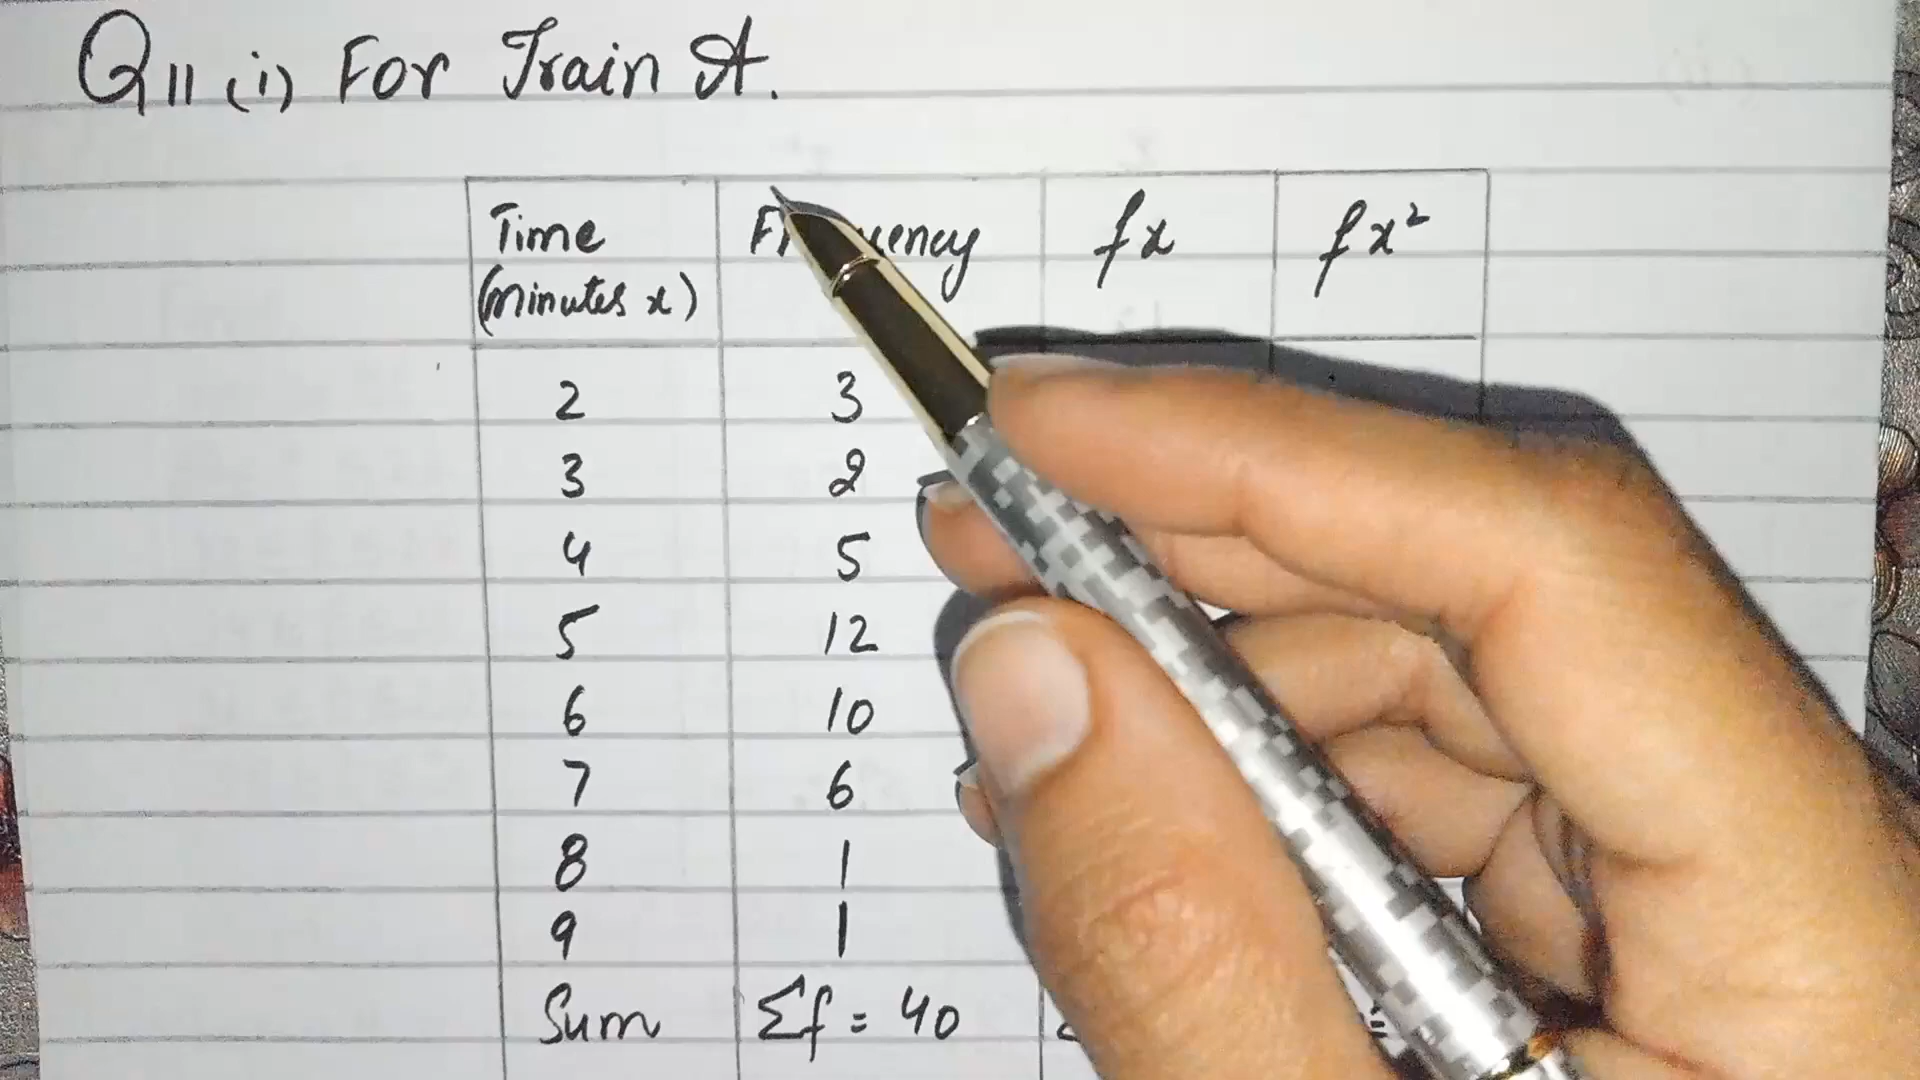 Q11 (i) For Train A.
Time (Minutes x) fx fx²
2 3
3 2
4 5
5 12
6 10
7 6
8 1
9 1
Sum Σf = 40